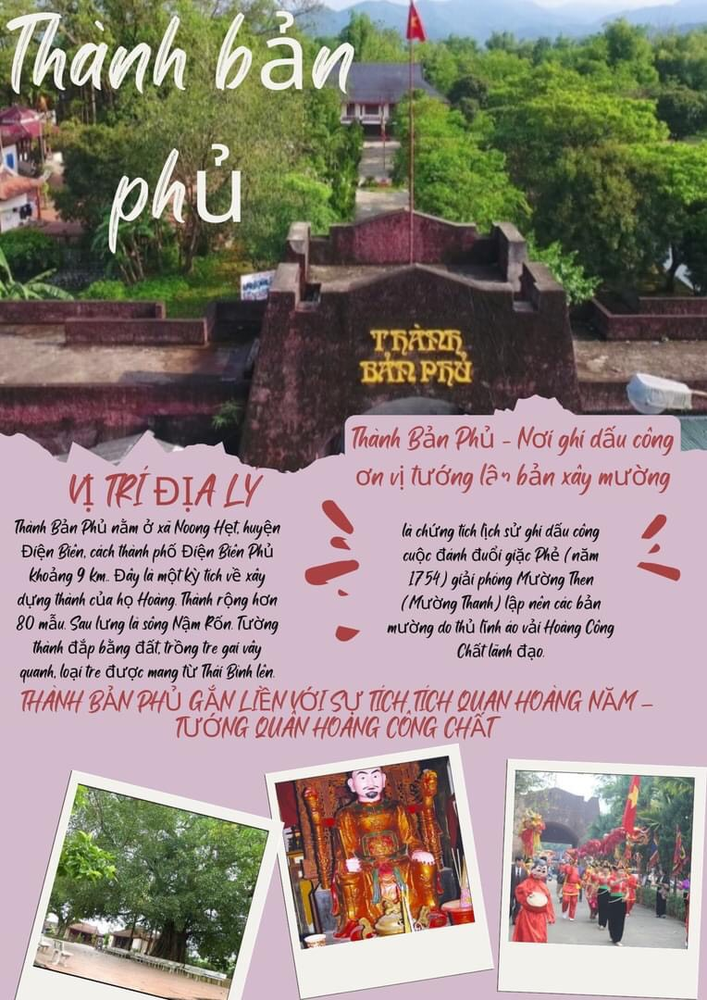 Thành bản
phủ
THÀNH
BẢN PHỦ
Thành Bản Phủ - Nơi ghi dấu công
ơn vị tướng lập bản xây mường
VỊ TRÍ ĐỊA LÝ
Thành Bản Phủ nằm ở xã Noong Hẹt, huyện
Điện Biên, cách thành phố Điện Biên Phủ
khoảng 9 km.. Đây là một kỳ tích về xây
dựng thành của họ Hoàng. Thành rộng hơn
80 mẫu. Sau lưng là sông Nậm Rốn. Tường
thành đắp bằng đất, trồng tre gai vây
quanh, loại tre được mang từ Thái Bình lên.
là chứng tích lịch sử ghi dấu công
cuộc đánh đuổi giặc Phẻ (năm
1754) giải phóng Mường Then
(Mường Thanh) lập nên các bản
mường do thủ lĩnh áo vải Hoàng Công
Chất lãnh đạo.
THÀNH BẢN PHỦ GẮN LIỀN VỚI SỰ TÍCH TÍCH QUAN HOÀNG NĂM –
TƯỚNG QUÂN HOÀNG CÔNG CHẤT